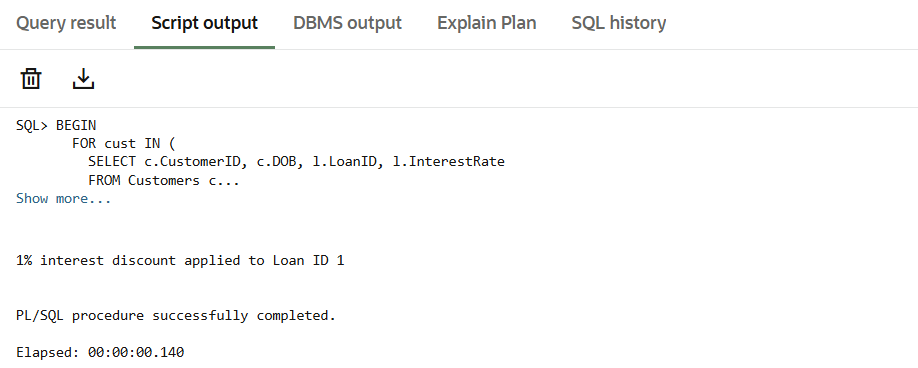 Query result Script output DBMS output Explain Plan SQL history
SQL> BEGIN
FOR cust IN (
SELECT c.CustomerID, c.DOB, l.LoanID, l.InterestRate
FROM Customers c...
Show more...
1% interest discount applied to Loan ID 1
PL/SQL procedure successfully completed.
Elapsed: 00:00:00.140